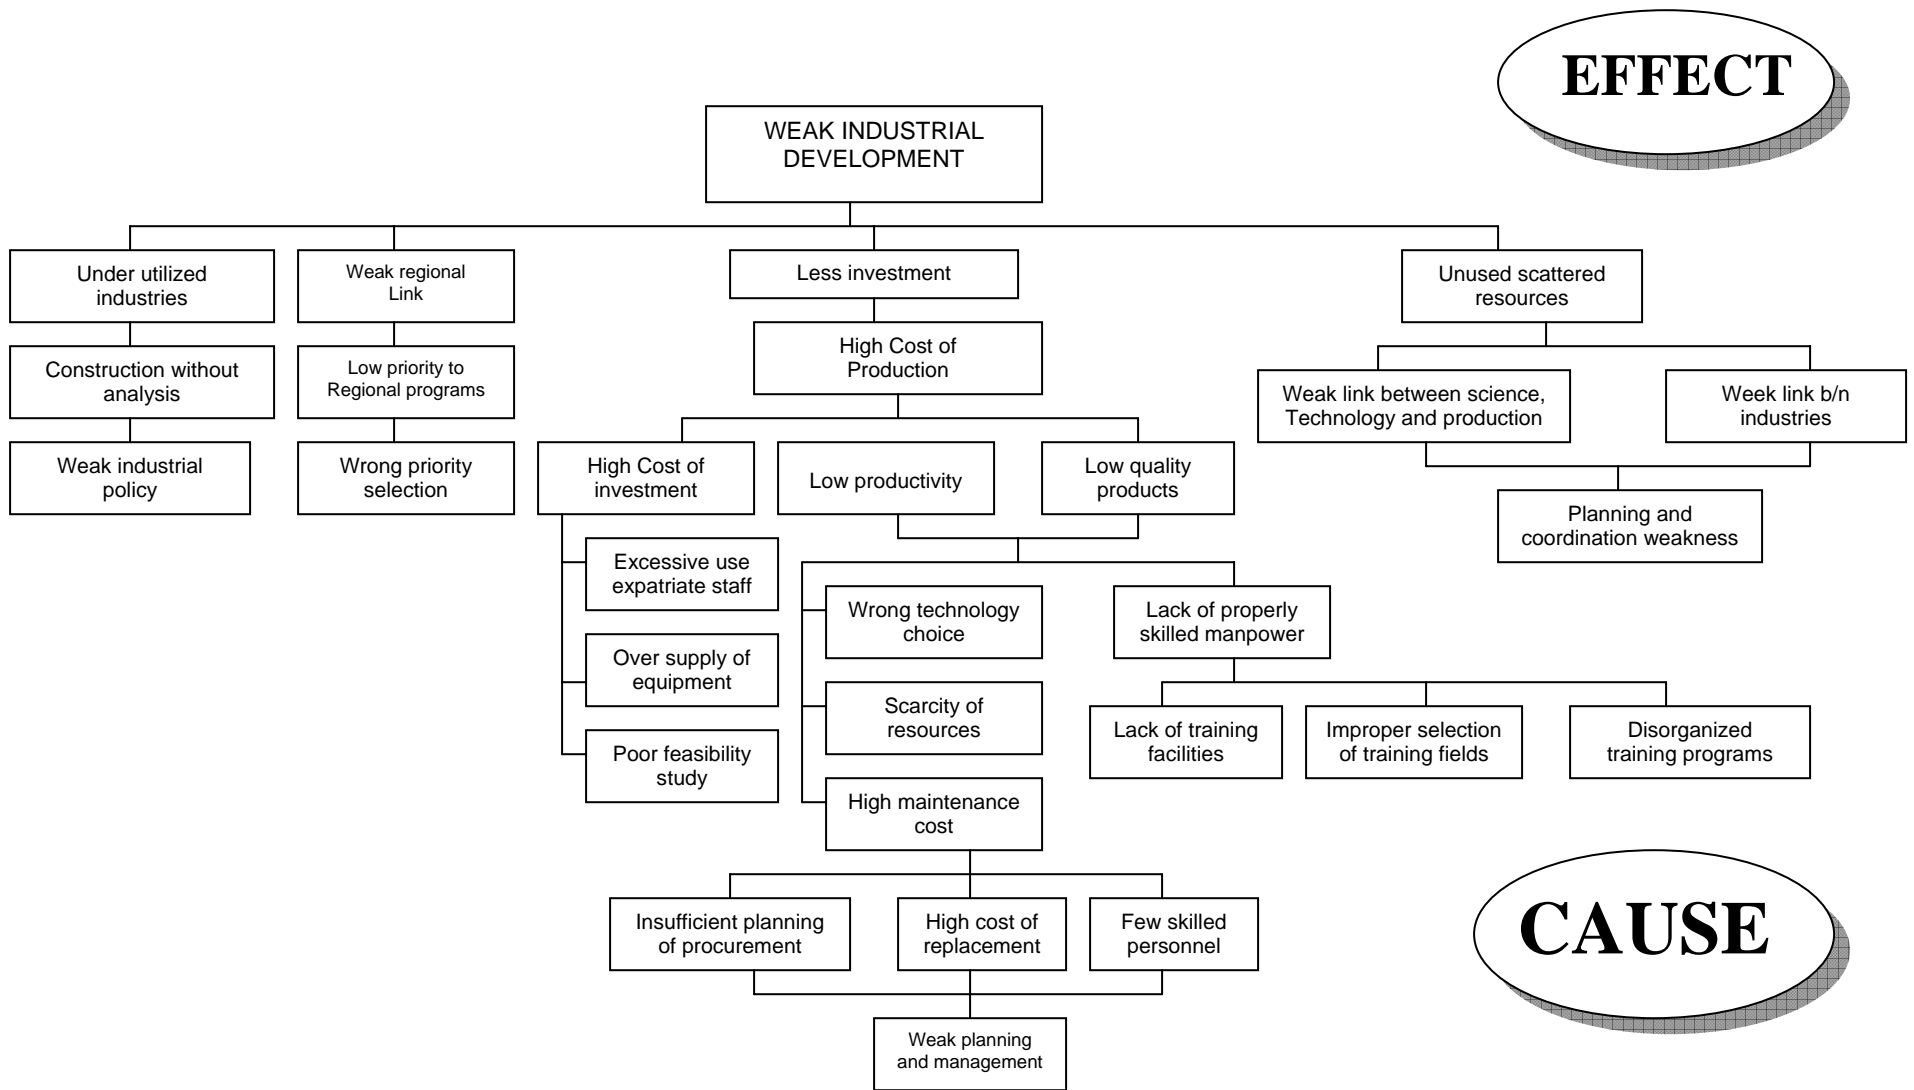 EFFECT
WEAK INDUSTRIAL
DEVELOPMENT
Under utilized
industries
Weak regional
Link
Less investment
Unused scattered
resources
Construction without
analysis
Low priority to
Regional programs
High Cost of
Production
Weak link between science,
Technology and production
Week link b/n
industries
Weak industrial
policy
Wrong priority
selection
High Cost of
investment
Low productivity
Low quality
products
Planning and
coordination weakness
Excessive use
expatriate staff
Over supply of
equipment
Poor feasibility
study
Wrong technology
choice
Scarcity of
resources
High maintenance
cost
Lack of properly
skilled manpower
Lack of training
facilities
Improper selection
of training fields
Disorganized
training programs
Insufficient planning
of procurement
High cost of
replacement
Few skilled
personnel
Weak planning
and management
CAUSE